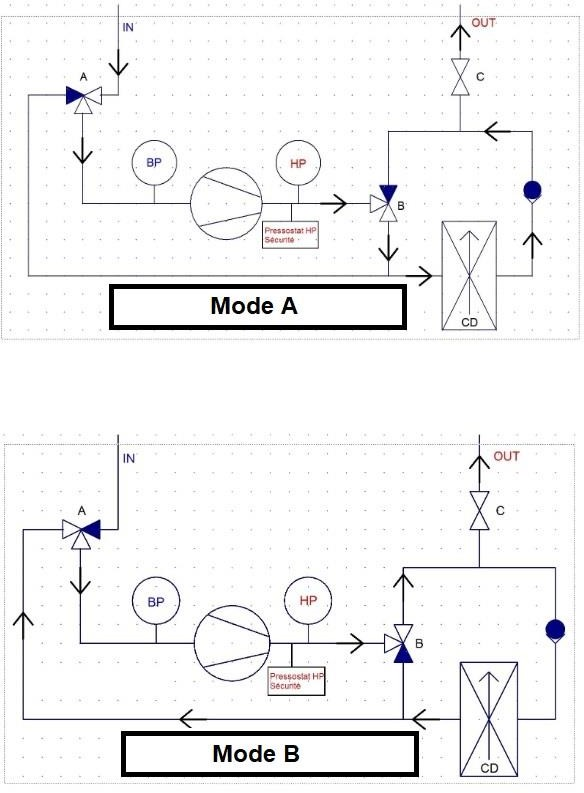 IN
OUT
A
C
BP
HP
B
Pressostat HP
Sécurité
Mode A
CD
IN
OUT
A
C
BP
HP
B
Pressostat HP
Sécurité
Mode B
CD